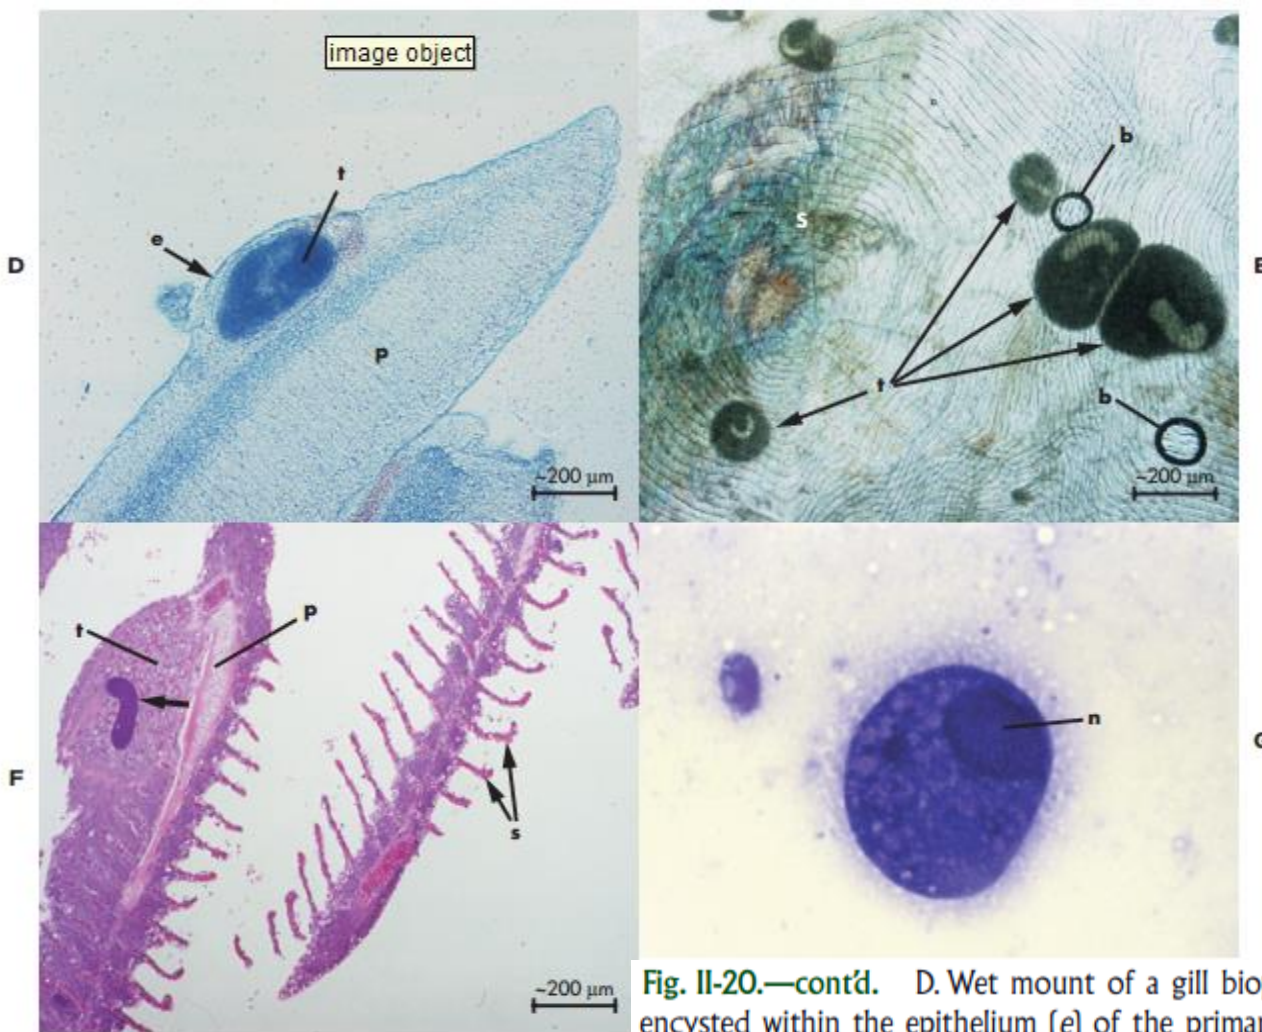 image object
t
e
D
P
~200 µm
b
S
t
b
~200 µm
t
P
F
s
~200 µm
n
Fig. II-20.—cont'd. D. Wet mount of a gill biop
encysted within the epithelium (e) of the primar